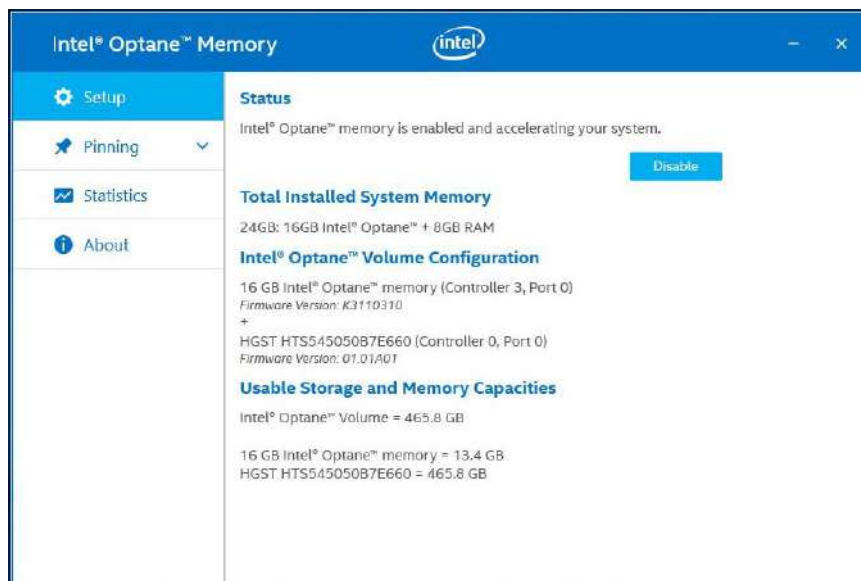 Intel® Optane™ Memory
intel
Setup
Pinning
Statistics
About
Status
Intel® Optane™ memory is enabled and accelerating your system.
Disable
Total Installed System Memory
24GB: 16GB Intel® Optane™ + 8GB RAM
Intel® Optane™ Volume Configuration
16 GB Intel® Optane™ memory (Controller 3, Port 0)
Firmware Version: K3110310
+
HGST HTS545050B7E660 (Controller 0, Port 0)
Firmware Version: 01.01A01
Usable Storage and Memory Capacities
Intel® Optane™ Volume = 465.8 GB
16 GB Intel® Optane™ memory = 13.4 GB
HGST HTS545050B7E660 = 465.8 GB